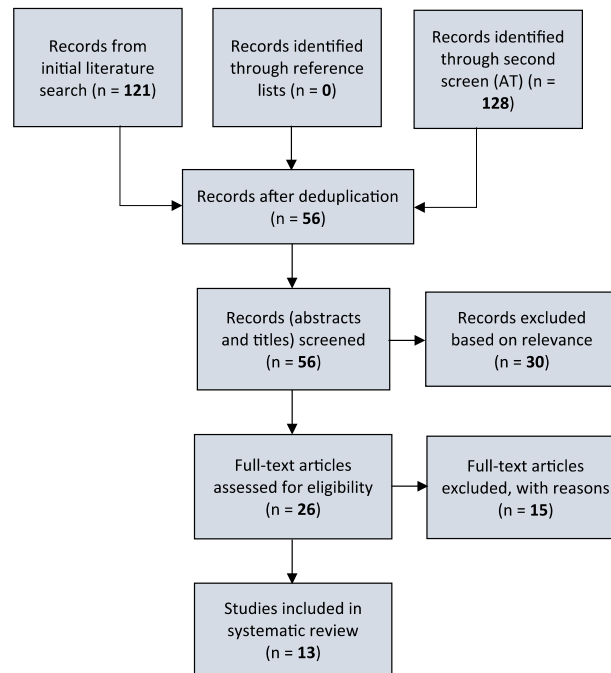 Records from
initial literature
search (n = 121)
Records identified
through reference
lists (n = 0)
Records identified
through second
screen (AT) (n =
128)
Records after deduplication
(n = 56)
Records (abstracts
and titles) screened
(n = 56)
Records excluded
based on relevance
(n = 30)
Full-text articles
assessed for eligibility
(n = 26)
Full-text articles
excluded, with reasons
(n = 15)
Studies included in
systematic review
(n = 13)